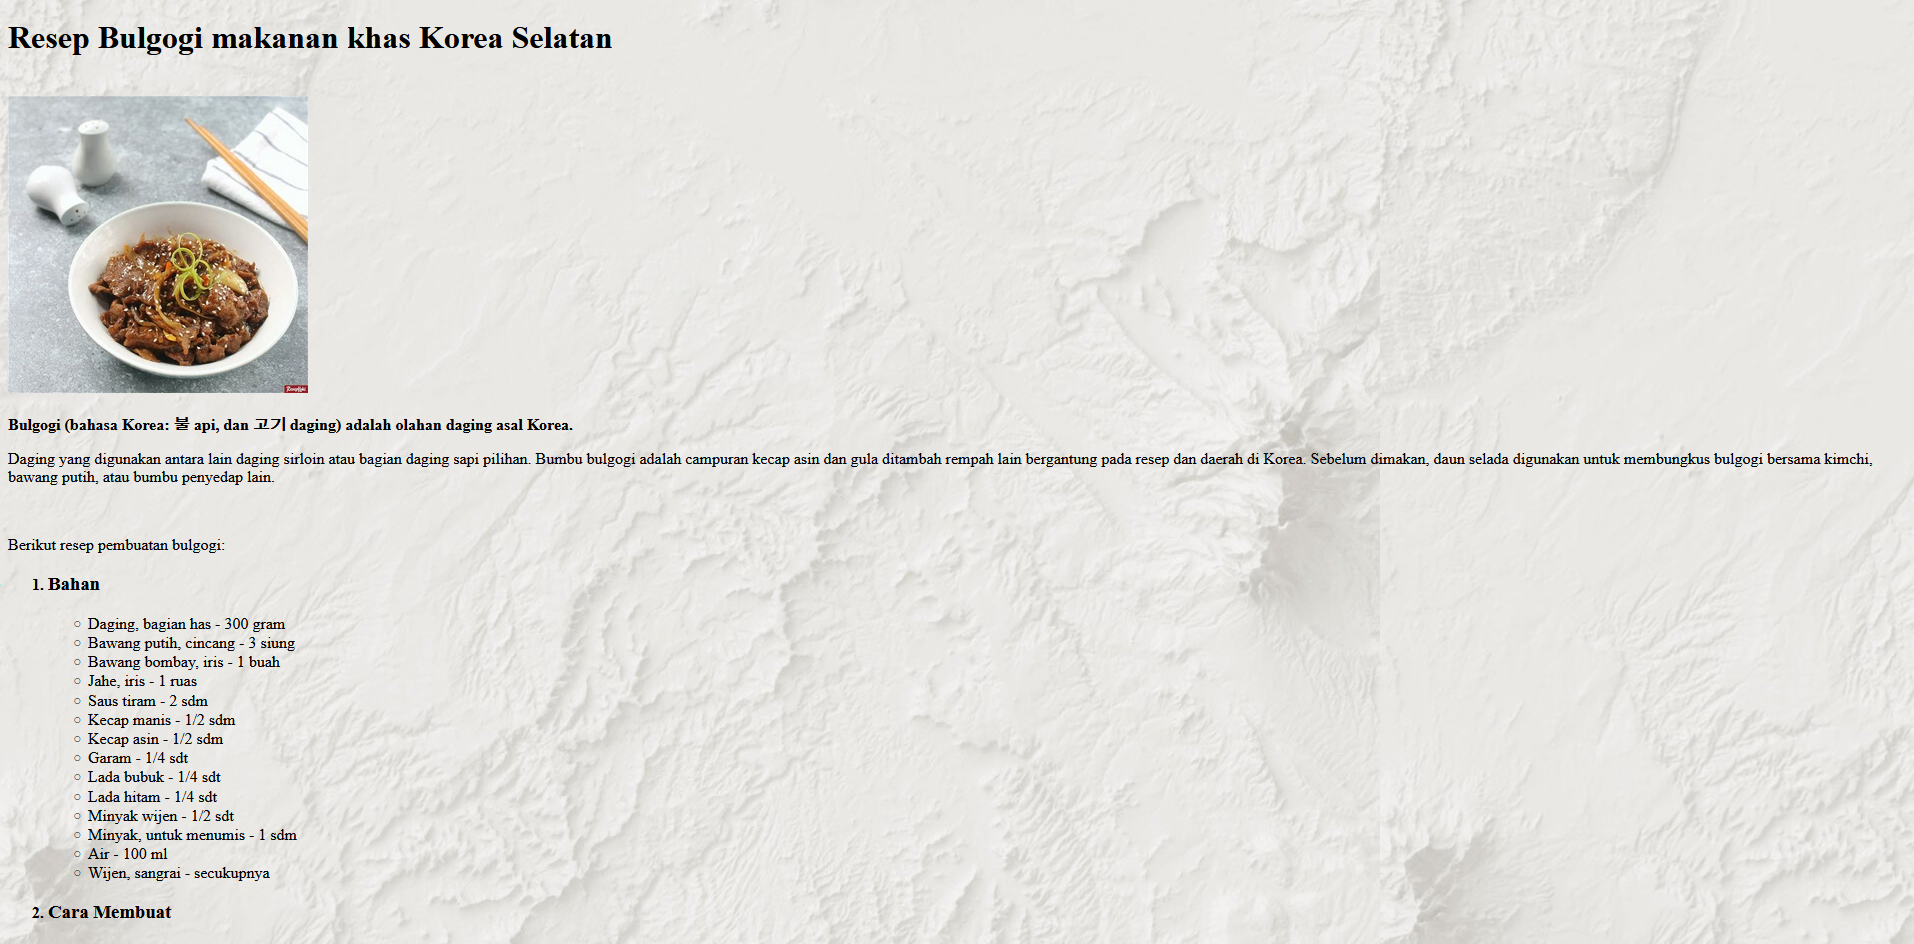 Resep Bulgogi makanan khas Korea Selatan
Bulgogi (bahasa Korea: 불 api, dan 고기 daging) adalah olahan daging asal Korea.
Daging yang digunakan antara lain daging sirloin atau bagian daging sapi pilihan. Bumbu bulgogi adalah campuran kecap asin dan gula ditambah rempah lain bergantung pada resep dan daerah di Korea. Sebelum dimakan, daun selada digunakan untuk membungkus bulgogi bersama kimchi,
bawang putih, atau bumbu penyedap lain.
Berikut resep pembuatan bulgogi:
1. Bahan
Daging, bagian has - 300 gram
Bawang putih, cincang - 3 siung
Bawang bombay, iris - 1 buah
Jahe, iris - 1 ruas
Saus tiram - 2 sdm
Kecap manis - 1/2 sdm
Kecap asin - 1/2 sdm
Garam - 1/4 sdt
Lada bubuk - 1/4 sdt
Lada hitam - 1/4 sdt
Minyak wijen - 1/2 sdt
Minyak, untuk menumis - 1 sdm
Air - 100 ml
Wijen, sangrai - secukupnya
2. Cara Membuat